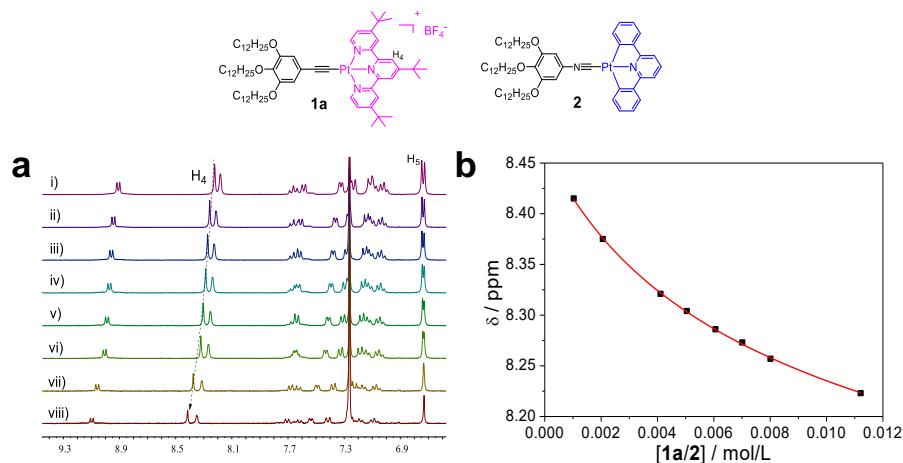 C12H25O
C12H25O
C12H25O
Pt
N
N
N
H4
+
BF4-
1a
C12H25O
C12H25O
C12H25O
N
Pt
N
2
a
H4
H5
i)
ii)
iii)
iv)
v)
vi)
vii)
viii)
9.3 8.5 8.1 7.7 7.3 6.9
b
8.45
8.40
8.35
8.30
8.25
8.20
δ / ppm
0.000 0.002 0.004 0.006 0.008 0.010 0.012
[1a/2] / mol/L